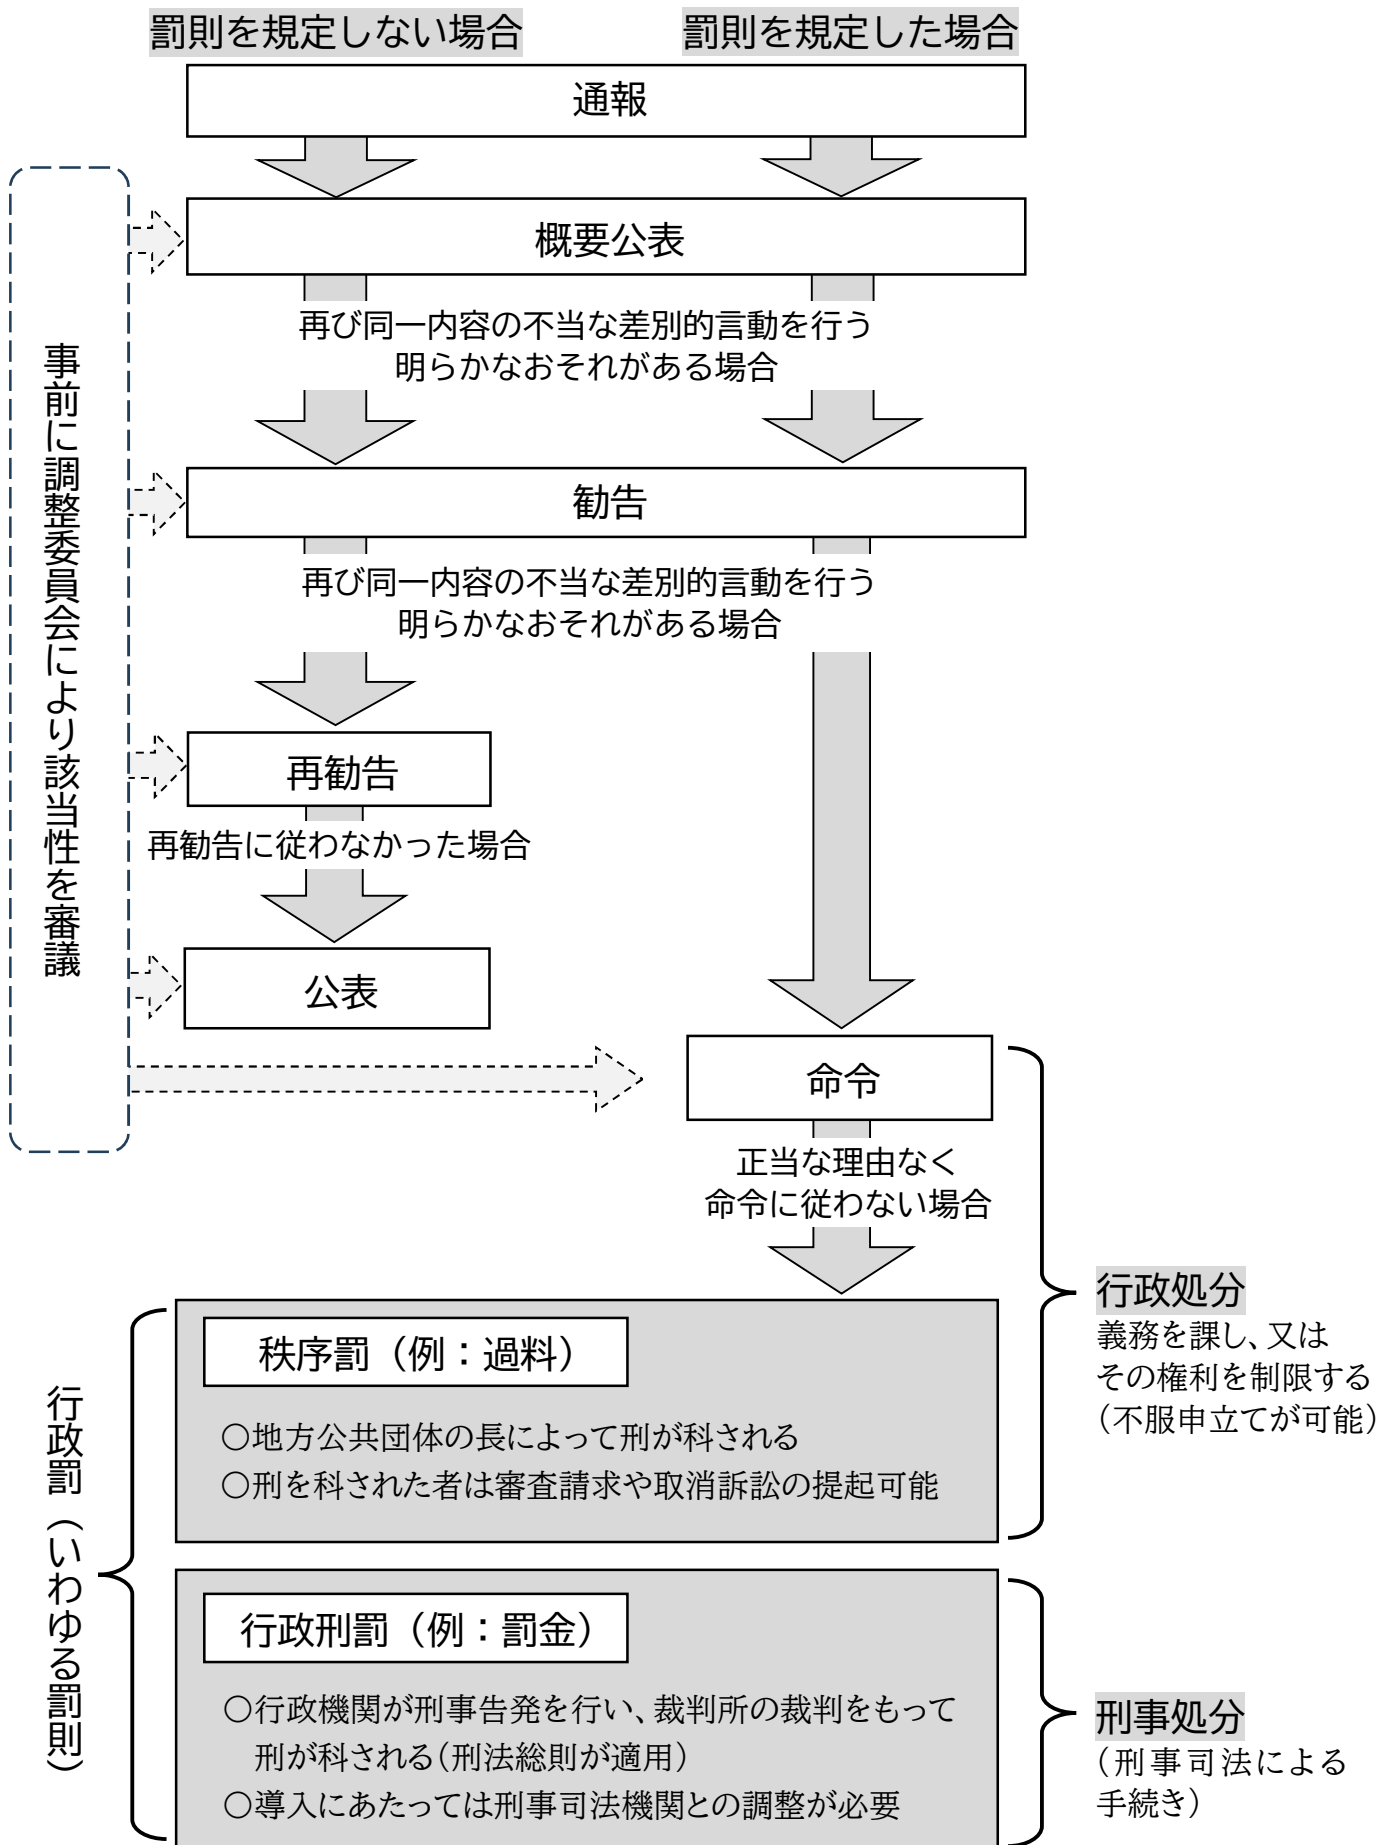 罰則を規定しない場合
罰則を規定した場合
通報
概要公表
再び同一内容の不当な差別的言動を行う
明らかなおそれがある場合
勧告
再び同一内容の不当な差別的言動を行う
明らかなおそれがある場合
事前に調整委員会により該当性を審議
再勧告
再勧告に従わなかった場合
公表
命令
正当な理由なく
命令に従わない場合
行政処分
義務を課し、又は
その権利を制限する
（不服申立てが可能）
行政罰（いわゆる罰則）
秩序罰（例：過料）
〇地方公共団体の長によって刑が科される
〇刑を科された者は審査請求や取消訴訟の提起可能
行政刑罰（例：罰金）
〇行政機関が刑事告発を行い、裁判所の裁判をもって
刑が科される（刑法総則が適用）
〇導入にあたっては刑事司法機関との調整が必要
刑事処分
（刑事司法による
手続き）